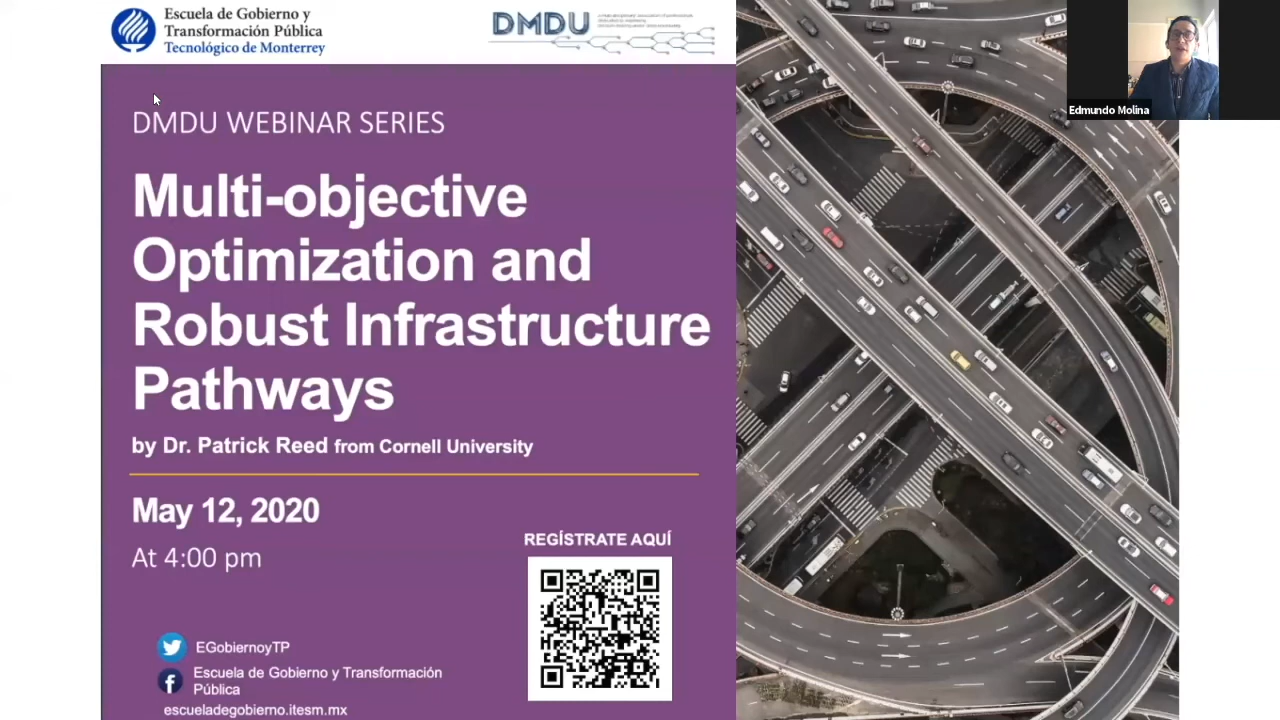 Escuela de Gobierno y
Transformación Pública
Tecnológico de Monterrey
DMDU
Edmundo Molina
DMDU WEBINAR SERIES
Multi-objective
Optimization and
Robust Infrastructure
Pathways
by Dr. Patrick Reed from Cornell University
May 12, 2020
At 4:00 pm
REGÍSTRATE AQUÍ
EGobiernoyTP
Escuela de Gobierno y Transformación
Pública
escueladegobierno.itesm.mx